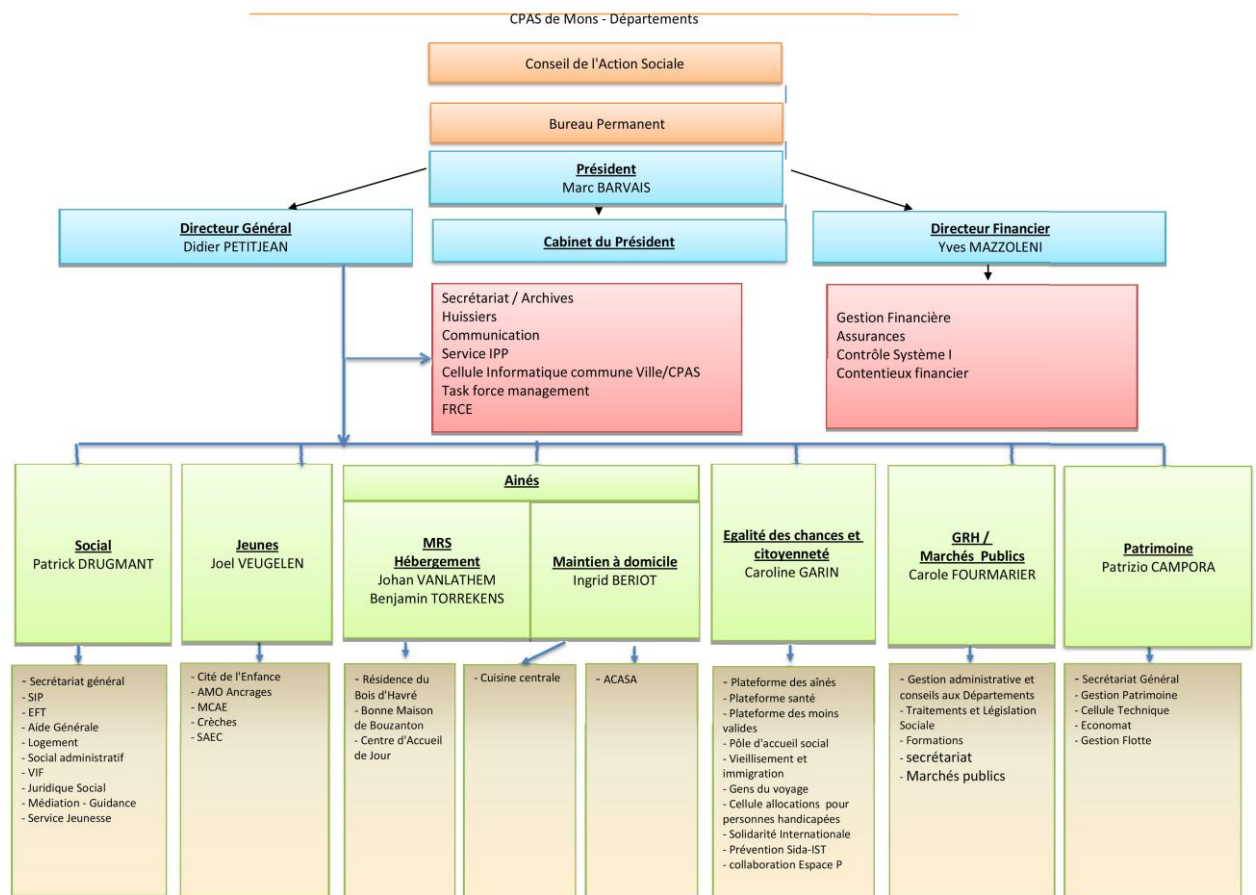 CPAS de Mons - Départements
Conseil de l'Action Sociale
Bureau Permanent
Président
Marc BARVAIS
Directeur Général
Didier PETITJEAN
Cabinet du Président
Directeur Financier
Yves MAZZOLENI
Secrétariat / Archives
Huissiers
Communication
Service IPP
Cellule Informatique commune Ville/CPAS
Task force management
FRCE
Gestion Financière
Assurances
Contrôle Système I
Contentieux financier
Social
Patrick DRUGMANT
Jeunes
Joel VEUGELEN
Ainés
MRS
Hébergement
Johan VANLATHEM
Benjamin TORREKENS
Maintien à domicile
Ingrid BERIOT
Egalité des chances et
citoyenneté
Caroline GARIN
GRH /
Marchés Publics
Carole FOURMARIER
Patrimoine
Patrizio CAMPORA
- Secrétariat général
- SIP
- EFT
- Aide Générale
- Logement
- Social administratif
- VIF
- Juridique Social
- Médiation - Guidance
- Service Jeunesse
- Cité de l'Enfance
- AMO Ancrages
- MCAE
- Crèches
- SAEC
- Résidence du
Bois d'Havré
- Bonne Maison
de Bouzanton
- Centre d'Accueil
de Jour
- Cuisine centrale
- ACASA
- Plateforme des aînés
- Plateforme santé
- Plateforme des moins
valides
- Pôle d'accueil social
- Vieillisement et
immigration
- Gens du voyage
- Cellule allocations pour
personnes handicapées
- Solidarité Internationale
- Prévention Sida-IST
- collaboration Espace P
- Gestion administrative et
conseils aux Départements
- Traitements et Législation
Sociale
- Formations
- secrétariat
- Marchés publics
- Secrétariat Général
- Gestion Patrimoine
- Cellule Technique
- Economat
- Gestion Flotte